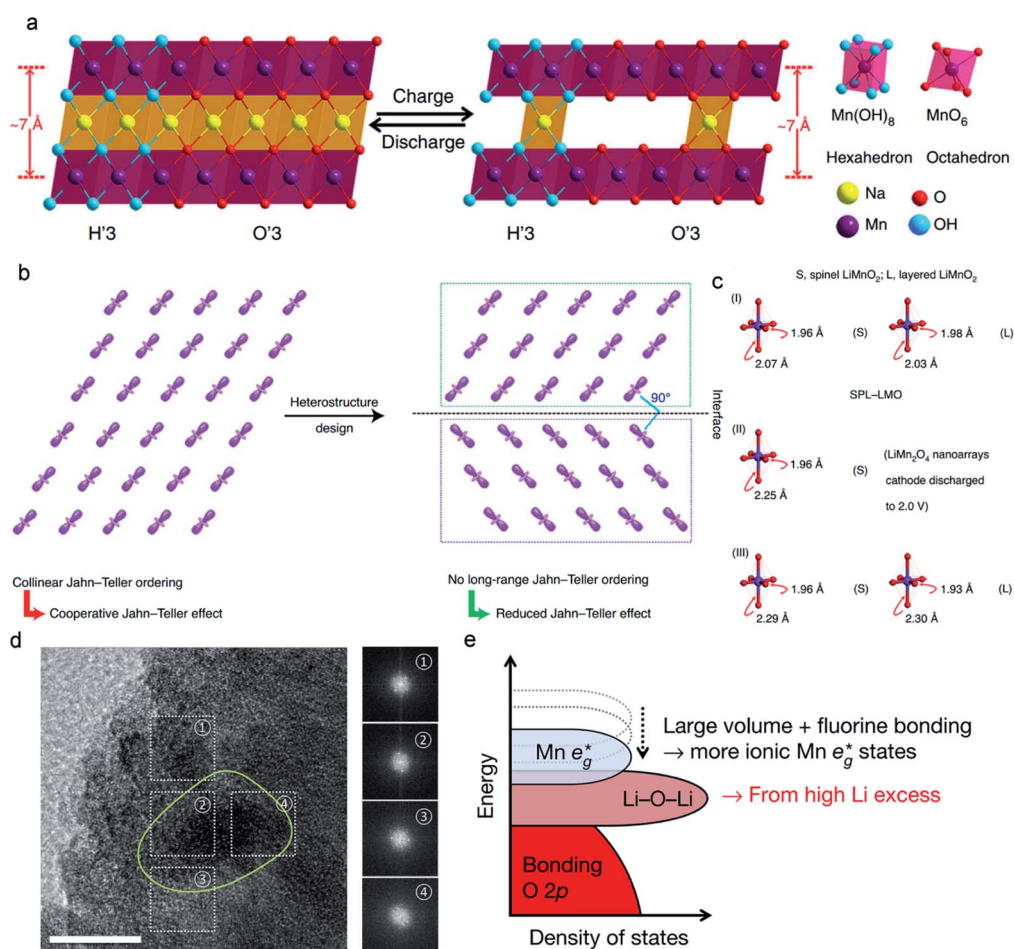 a
~7 Å
H'3
O'3
Charge
Discharge
H'3
O'3
~7 Å
Mn(OH)₈
MnO₆
Hexahedron
Octahedron
Na
O
Mn
OH
b
Heterostructure
design
90°
Interface
Collinear Jahn–Teller ordering
Cooperative Jahn–Teller effect
No long-range Jahn–Teller ordering
Reduced Jahn–Teller effect
c
S, spinel LiMnO₂; L, layered LiMnO₂
(I)
1.96 Å
(S)
2.07 Å
1.98 Å
(L)
2.03 Å
SPL–LMO
(II)
1.96 Å
(S)
2.25 Å
(LiMn₂O₄ nanoarrays
cathode discharged
to 2.0 V)
(III)
1.96 Å
(S)
2.29 Å
1.93 Å
(L)
2.30 Å
d
①
②
④
③
①
②
③
④
e
Energy
Mn e*g
Li–O–Li
Bonding
O 2p
Large volume + fluorine bonding
→ more ionic Mn e*g states
→ From high Li excess
Density of states